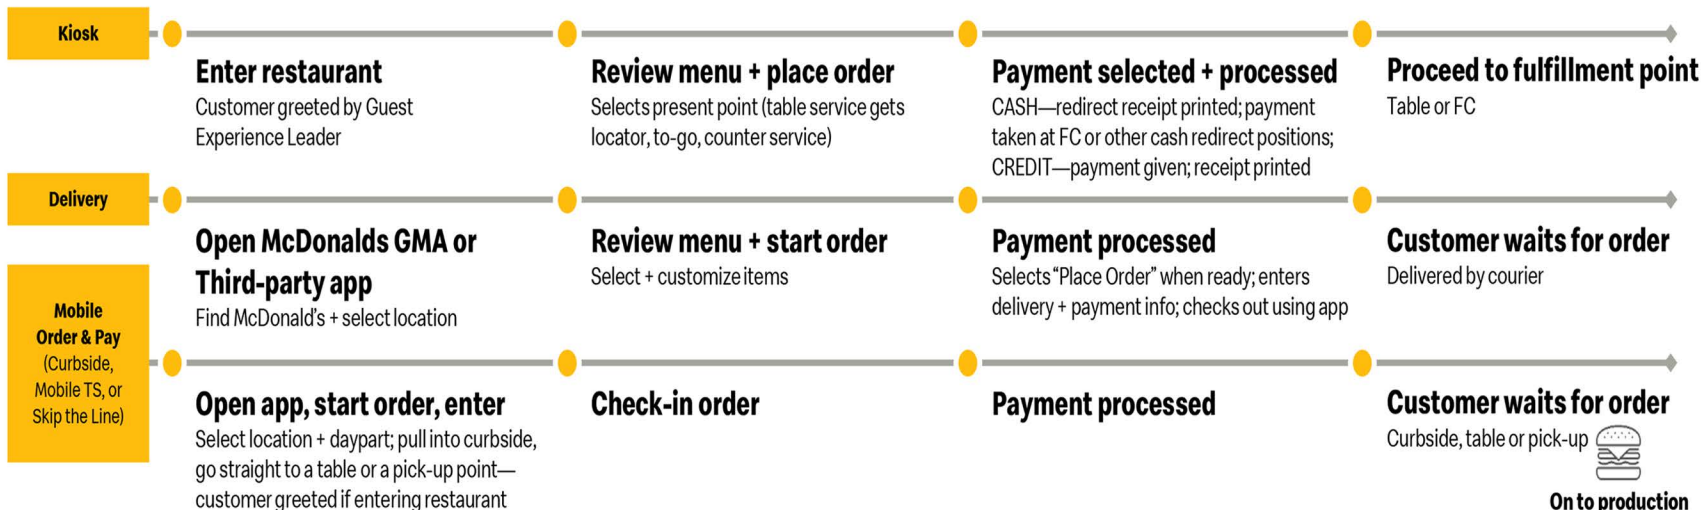 Kiosk
Enter restaurant
Customer greeted by Guest
Experience Leader
Review menu + place order
Selects present point (table service gets
locator, to-go, counter service)
Payment selected + processed
CASH—redirect receipt printed; payment
taken at FC or other cash redirect positions;
CREDIT—payment given; receipt printed
Proceed to fulfillment point
Table or FC
Delivery
Open McDonalds GMA or
Third-party app
Find McDonald's + select location
Review menu + start order
Select + customize items
Payment processed
Selects “Place Order” when ready; enters
delivery + payment info; checks out using app
Customer waits for order
Delivered by courier
Mobile
Order & Pay
(Curbside,
Mobile TS, or
Skip the Line)
Open app, start order, enter
Select location + daypart; pull into curbside,
go straight to a table or a pick-up point—
customer greeted if entering restaurant
Check-in order
Payment processed
Customer waits for order
Curbside, table or pick-up
On to production